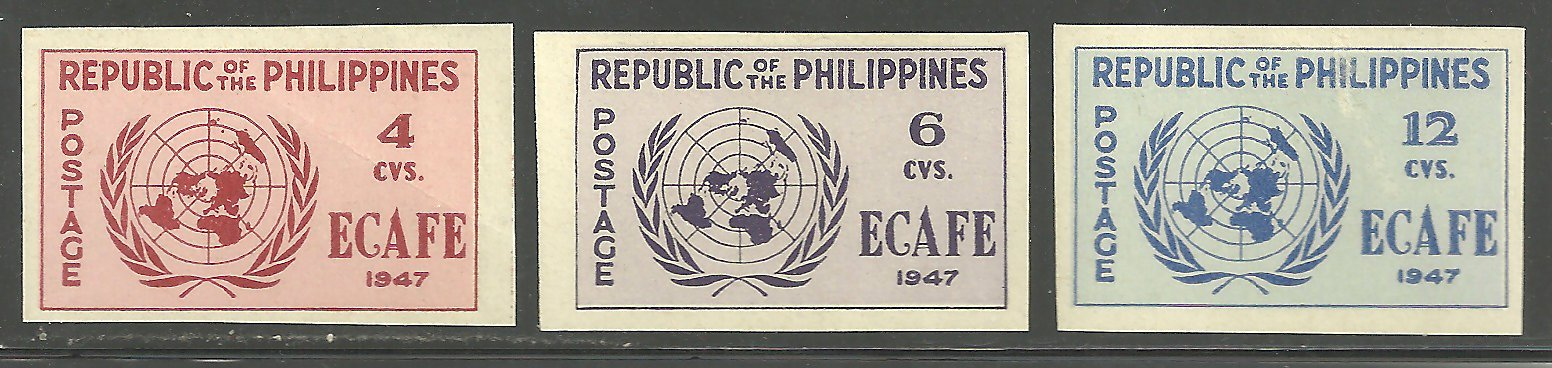 REPUBLIC OF THE PHILIPPINES
POSTAGE
4
CVS.
ECAFE
1947
REPUBLIC OF THE PHILIPPINES
POSTAGE
6
CVS.
ECAFE
1947
REPUBLIC OF THE PHILIPPINES
POSTAGE
12
CVS.
ECAFE
1947